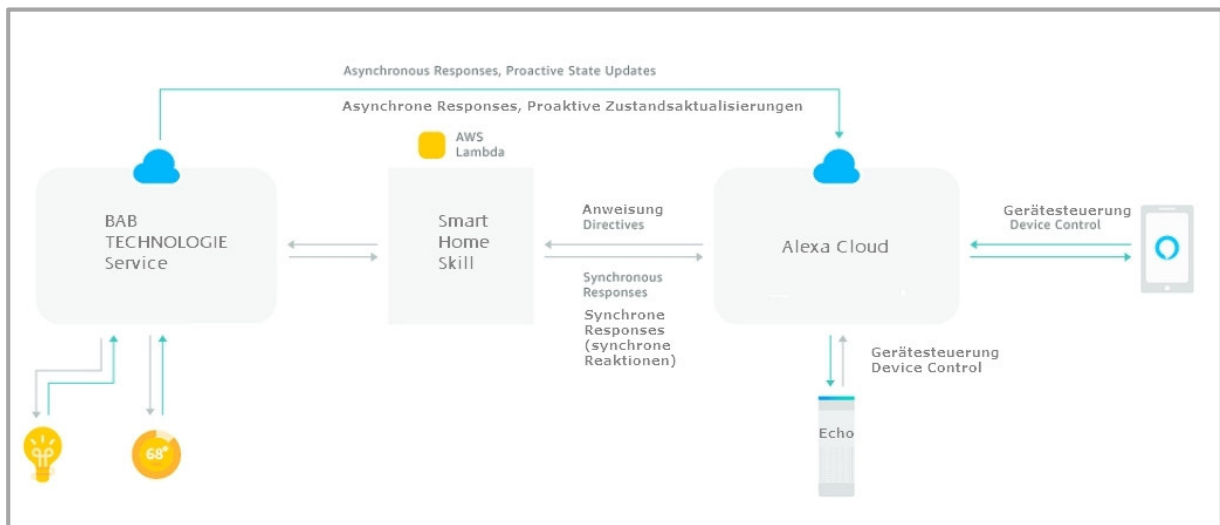 Asynchronous Responses, Proactive State Updates
Asynchrone Responses, Proaktive Zustandsaktualisierungen
AWS
Lambda
BAB
TECHNOLOGIE
Service
Smart
Home
Skill
Anweisung
Directives
Synchronous
Responses
Synchrone
Responses
(synchrone
Reaktionen)
Alexa Cloud
Gerätesteuerung
Device Control
Gerätesteuerung
Device Control
Echo
68°